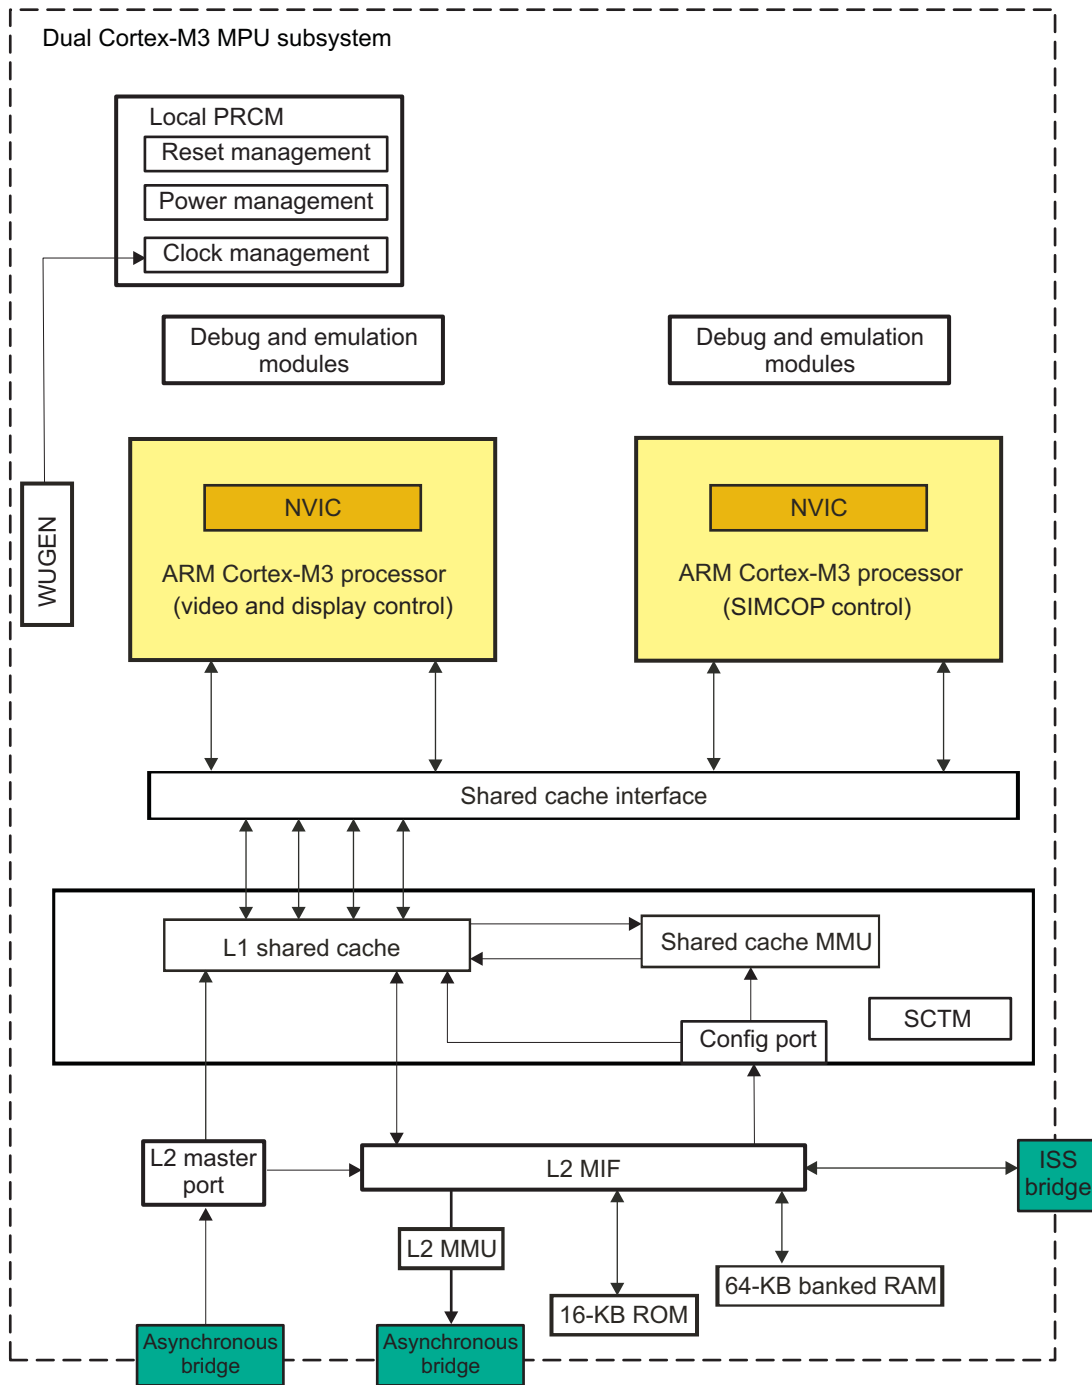 Dual Cortex-M3 MPU subsystem
Local PRCM
Reset management
Power management
Clock management
Debug and emulation
modules
Debug and emulation
modules
WUGEN
NVIC
ARM Cortex-M3 processor
(video and display control)
NVIC
ARM Cortex-M3 processor
(SIMCOP control)
Shared cache interface
L1 shared cache
Shared cache MMU
SCTM
Config port
L2 master
port
L2 MIF
ISS
bridge
L2 MMU
64-KB banked RAM
16-KB ROM
Asynchronous
bridge
Asynchronous
bridge